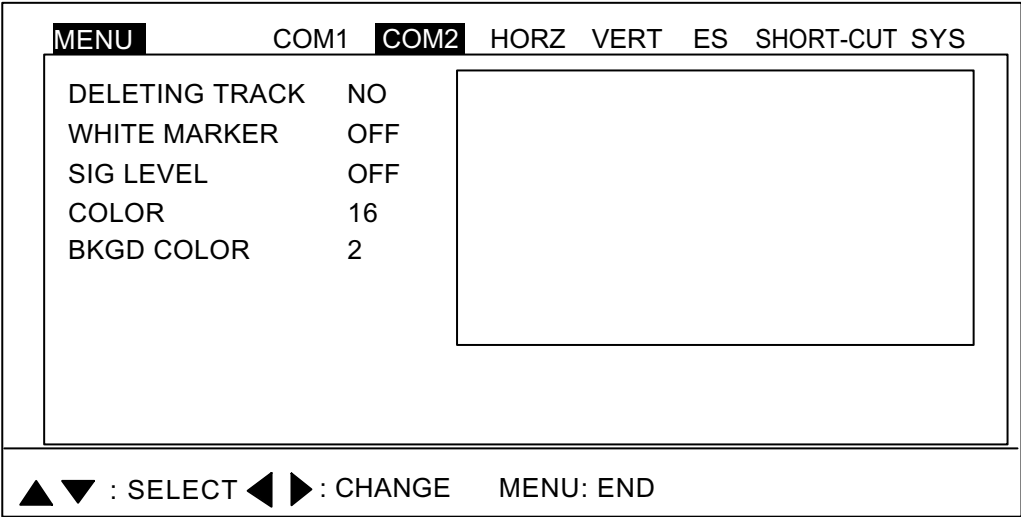 MENU COM1 COM2 HORZ VERT ES SHORT-CUT SYS
DELETING TRACK NO
WHITE MARKER OFF
SIG LEVEL OFF
COLOR 16
BKGD COLOR 2
▲ ▼ : SELECT ◀ ▶ : CHANGE MENU: END